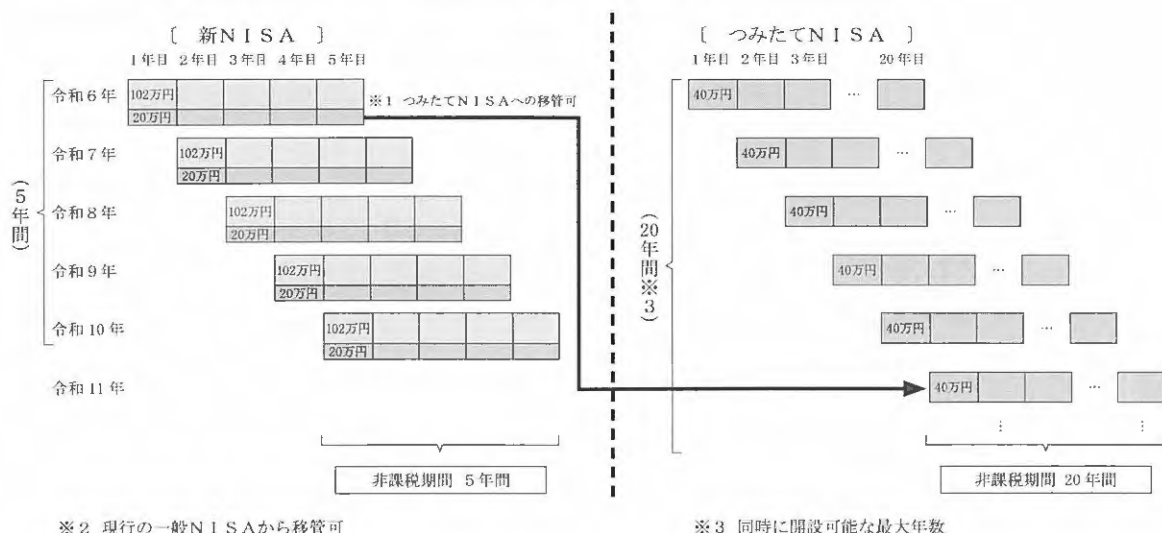 〔 新NISA 〕
1年目 2年目 3年目 4年目 5年目
令和6年 102万円
20万円
※1 つみたてNISAへの移管可
令和7年 102万円
20万円
令和8年 102万円
20万円
令和9年 102万円
20万円
令和10年 102万円
20万円
令和11年
(5年間)
非課税期間 5年間
※2 現行の一般NISAから移管可
〔 つみたてNISA 〕
1年目 2年目 3年目 20年目
40万円 …
40万円 …
40万円 …
40万円 …
40万円 …
40万円 …
⋮ ⋮
(20年間※3)
非課税期間 20年間
※3 同時に開設可能な最大年数